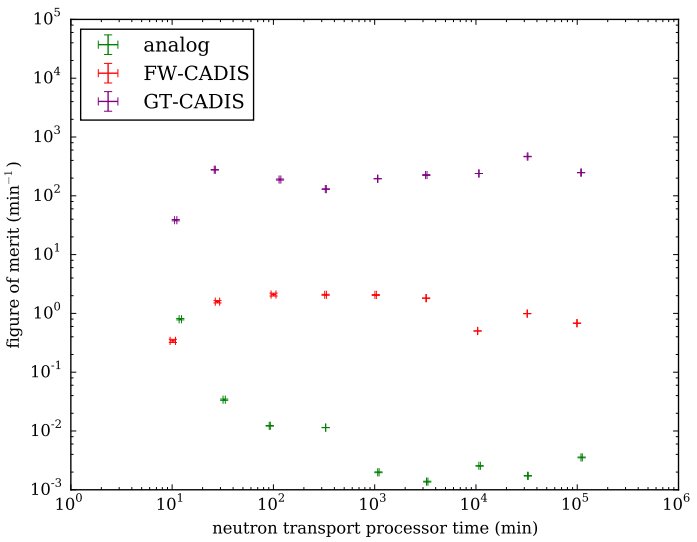 10^5
10^4
10^3
10^2
10^1
10^0
10^-1
10^-2
10^-3
analog
FW-CADIS
GT-CADIS
figure of merit (min^-1)
10^0 10^1 10^2 10^3 10^4 10^5 10^6
neutron transport processor time (min)